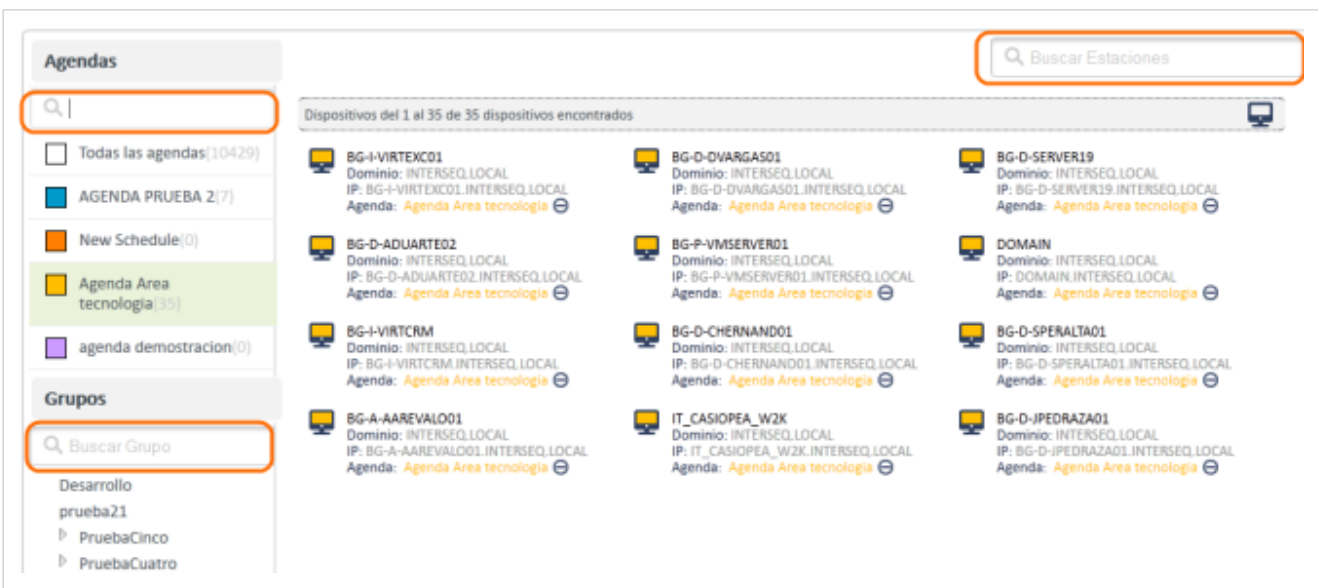 Agendas
Todas las agendas(10429)
AGENDA PRUEBA 2(7)
New Schedule(0)
Agenda Area
tecnologia(35)
agenda demostracion(0)
Grupos
Buscar Grupo
Desarrollo
prueba21
PruebaCinco
PruebaCuatro
Buscar Estaciones
Dispositivos del 1 al 35 de 35 dispositivos encontrados
BG-I-VIRTEXC01
Dominio: INTERSEQ.LOCAL
IP: BG-I-VIRTEXC01.INTERSEQ.LOCAL
Agenda: Agenda Area tecnologia
BG-D-DVARGAS01
Dominio: INTERSEQ.LOCAL
IP: BG-D-DVARGAS01.INTERSEQ.LOCAL
Agenda: Agenda Area tecnologia
BG-D-SERVER19
Dominio: INTERSEQ.LOCAL
IP: BG-D-SERVER19.INTERSEQ.LOCAL
Agenda: Agenda Area tecnologia
BG-D-ADUARTE02
Dominio: INTERSEQ.LOCAL
IP: BG-D-ADUARTE02.INTERSEQ.LOCAL
Agenda: Agenda Area tecnologia
BG-P-VMSERVER01
Dominio: INTERSEQ.LOCAL
IP: BG-P-VMSERVER01.INTERSEQ.LOCAL
Agenda: Agenda Area tecnologia
DOMAIN
Dominio: INTERSEQ.LOCAL
IP: DOMAIN.INTERSEQ.LOCAL
Agenda: Agenda Area tecnologia
BG-I-VIRTCRM
Dominio: INTERSEQ.LOCAL
IP: BG-I-VIRTCRM.INTERSEQ.LOCAL
Agenda: Agenda Area tecnologia
BG-D-CHERNAND01
Dominio: INTERSEQ.LOCAL
IP: BG-D-CHERNAND01.INTERSEQ.LOCAL
Agenda: Agenda Area tecnologia
BG-D-SPERALTA01
Dominio: INTERSEQ.LOCAL
IP: BG-D-SPERALTA01.INTERSEQ.LOCAL
Agenda: Agenda Area tecnologia
BG-A-AAREVALO01
Dominio: INTERSEQ.LOCAL
IP: BG-A-AAREVALO01.INTERSEQ.LOCAL
Agenda: Agenda Area tecnologia
IT_CASIOPEA_W2K
Dominio: INTERSEQ.LOCAL
IP: IT_CASIOPEA_W2K.INTERSEQ.LOCAL
Agenda: Agenda Area tecnologia
BG-D-JPEDRAZA01
Dominio: INTERSEQ.LOCAL
IP: BG-D-JPEDRAZA01.INTERSEQ.LOCAL
Agenda: Agenda Area tecnologia